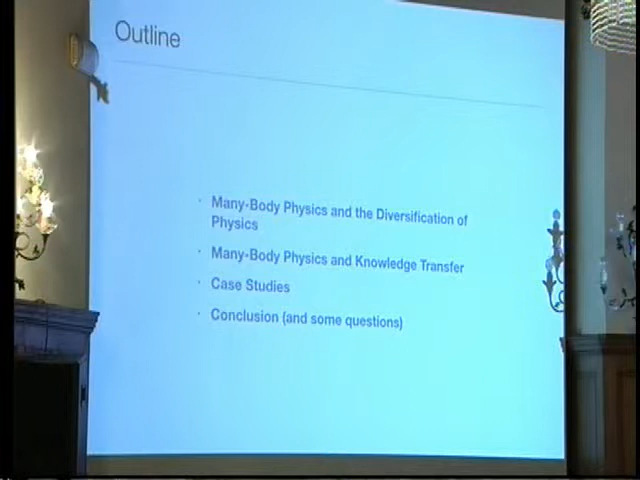 Outline
· Many-Body Physics and the Diversification of
Physics
· Many-Body Physics and Knowledge Transfer
· Case Studies
· Conclusion (and some questions)